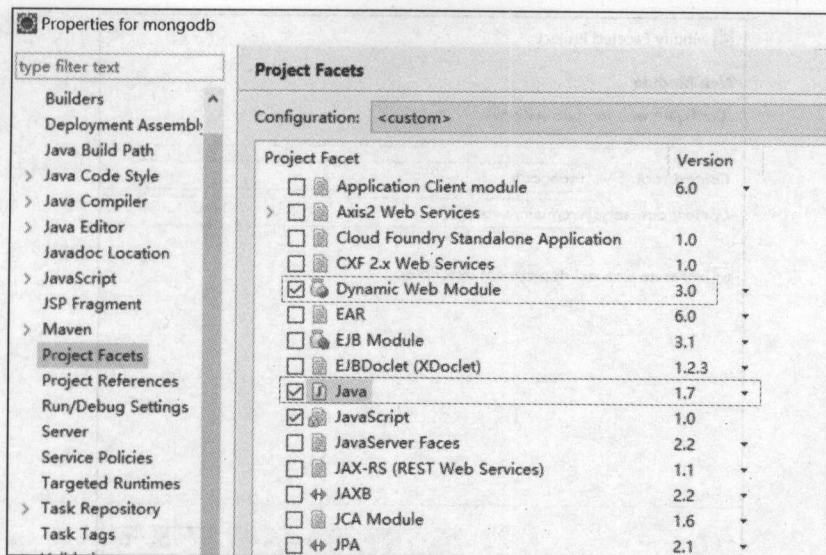 Properties for mongodb
type filter text
Builders
Deployment Assembly
Java Build Path
Java Code Style
Java Compiler
Java Editor
Javadoc Location
JavaScript
JSP Fragment
Maven
Project Facets
Project References
Run/Debug Settings
Server
Service Policies
Targeted Runtimes
Task Repository
Task Tags
Project Facets
Configuration: <custom>
Project Facet Version
Application Client module 6.0
Axis2 Web Services
Cloud Foundry Standalone Application 1.0
CXF 2.x Web Services 1.0
Dynamic Web Module 3.0
EAR 6.0
EJB Module 3.1
EJBDoclet (XDoclet) 1.2.3
Java 1.7
JavaScript 1.0
JavaServer Faces 2.2
JAX-RS (REST Web Services) 1.1
JAXB 2.2
JCA Module 1.6
JPA 2.1